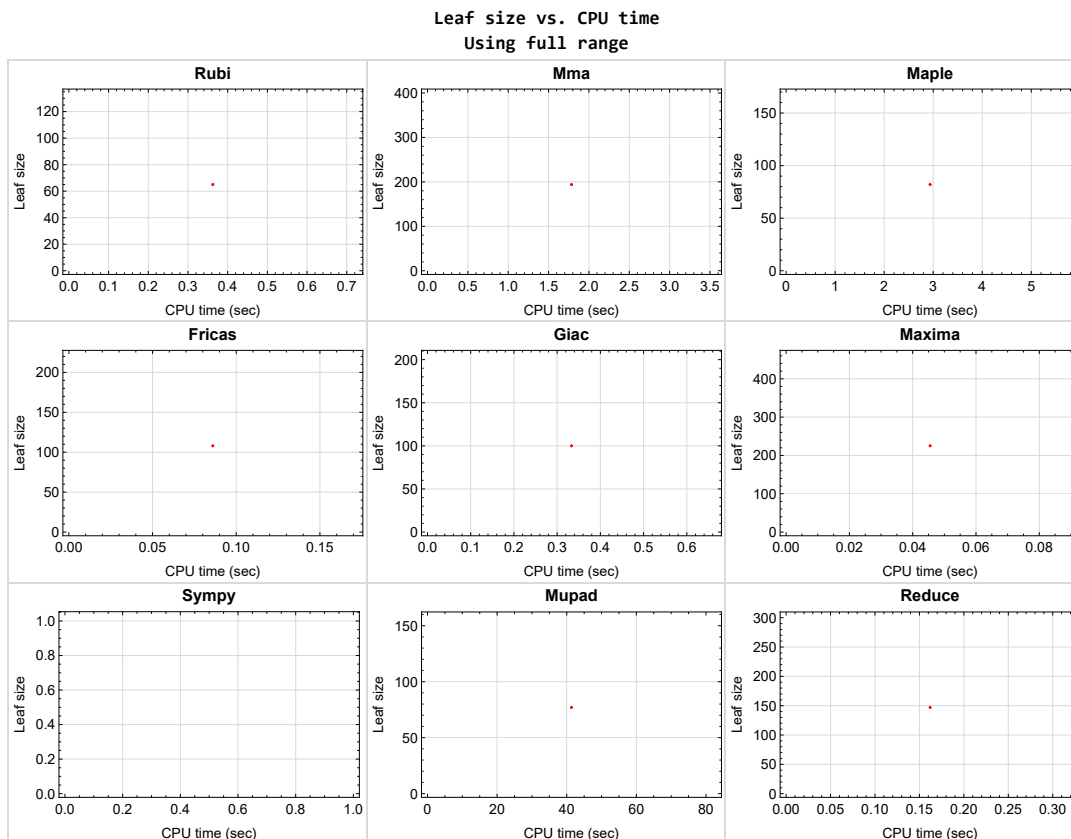 Leaf size vs. CPU time
Using full range
Rubi
Leaf size
120
100
80
60
40
20
0
0.0 0.1 0.2 0.3 0.4 0.5 0.6 0.7
CPU time (sec)
Mma
Leaf size
400
300
200
100
0
0.0 0.5 1.0 1.5 2.0 2.5 3.0 3.5
CPU time (sec)
Maple
Leaf size
150
100
50
0
0 1 2 3 4 5
CPU time (sec)
Fricas
Leaf size
200
150
100
50
0
0.00 0.05 0.10 0.15
CPU time (sec)
Giac
Leaf size
200
150
100
50
0
0.0 0.1 0.2 0.3 0.4 0.5 0.6
CPU time (sec)
Maxima
Leaf size
400
300
200
100
0
0.00 0.02 0.04 0.06 0.08
CPU time (sec)
Sympy
Leaf size
1.0
0.8
0.6
0.4
0.2
0.0
0.0 0.2 0.4 0.6 0.8 1.0
CPU time (sec)
Mupad
Leaf size
150
100
50
0
0 20 40 60 80
CPU time (sec)
Reduce
Leaf size
300
250
200
150
100
50
0
0.00 0.05 0.10 0.15 0.20 0.25 0.30
CPU time (sec)